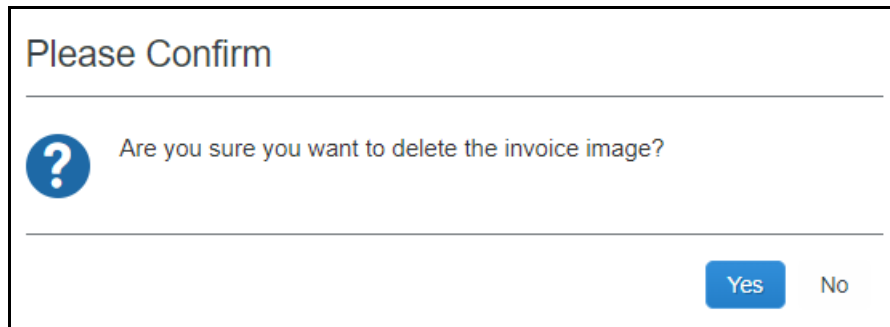 Please Confirm
Are you sure you want to delete the invoice image?
Yes No